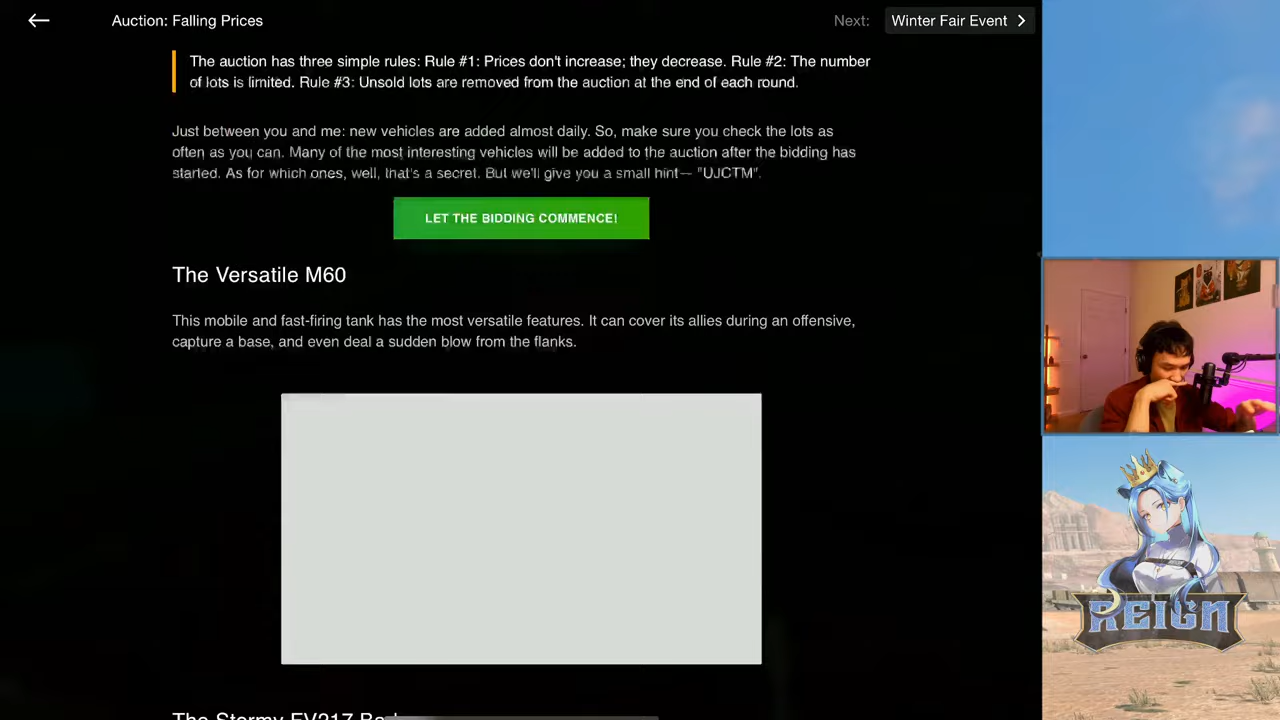 Auction: Falling Prices
Next:
Winter Fair Event
The auction has three simple rules: Rule #1: Prices don't increase; they decrease. Rule #2: The number
of lots is limited. Rule #3: Unsold lots are removed from the auction at the end of each round.
Just between you and me: new vehicles are added almost daily. So, make sure you check the lots as
often as you can. Many of the most interesting vehicles will be added to the auction after the bidding has
started. As for which ones, well, that's a secret. But we'll give you a small hint— "UJCTM".
LET THE BIDDING COMMENCE!
The Versatile M60
This mobile and fast-firing tank has the most versatile features. It can cover its allies during an offensive,
capture a base, and even deal a sudden blow from the flanks.
REIGN
The Stormy FV217